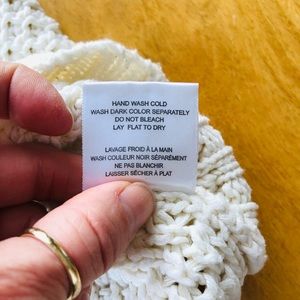 HAND WASH COLD
WASH DARK COLOR SEPARATELY
DO NOT BLEACH
LAY FLAT TO DRY
LAVAGE FROID À LA MAIN
WASH COULEUR NOIR SÉPARÉMENT
NE PAS BLANCHIR
LAISSER SÉCHER À PLAT